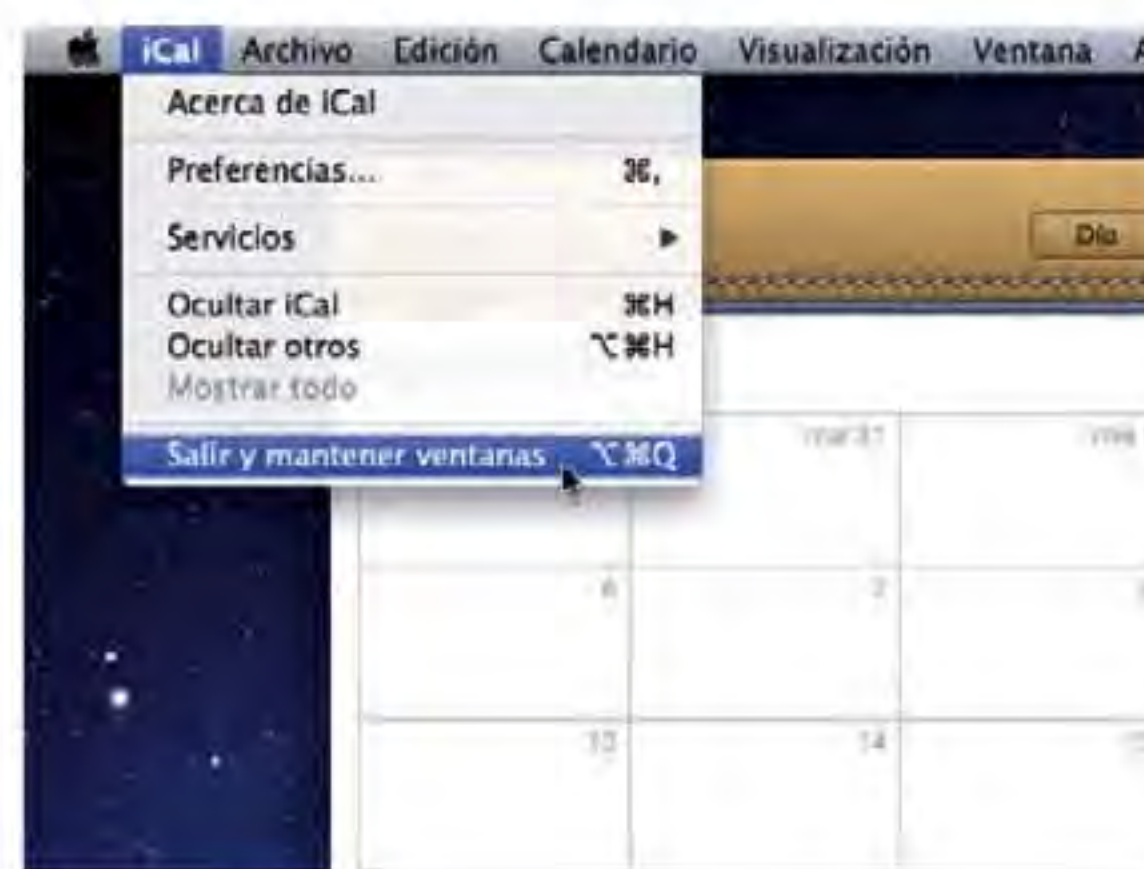 iCal Archivo Edición Calendario Visualización Ventana
Acerca de iCal
Preferencias... ⌘,
Servicios ▶
Ocultar iCal ⌘H
Ocultar otros ⌥⌘H
Mostrar todo
Salir y mantener ventanas ⌥⌘Q
Día
mar 31
6 7
13 14